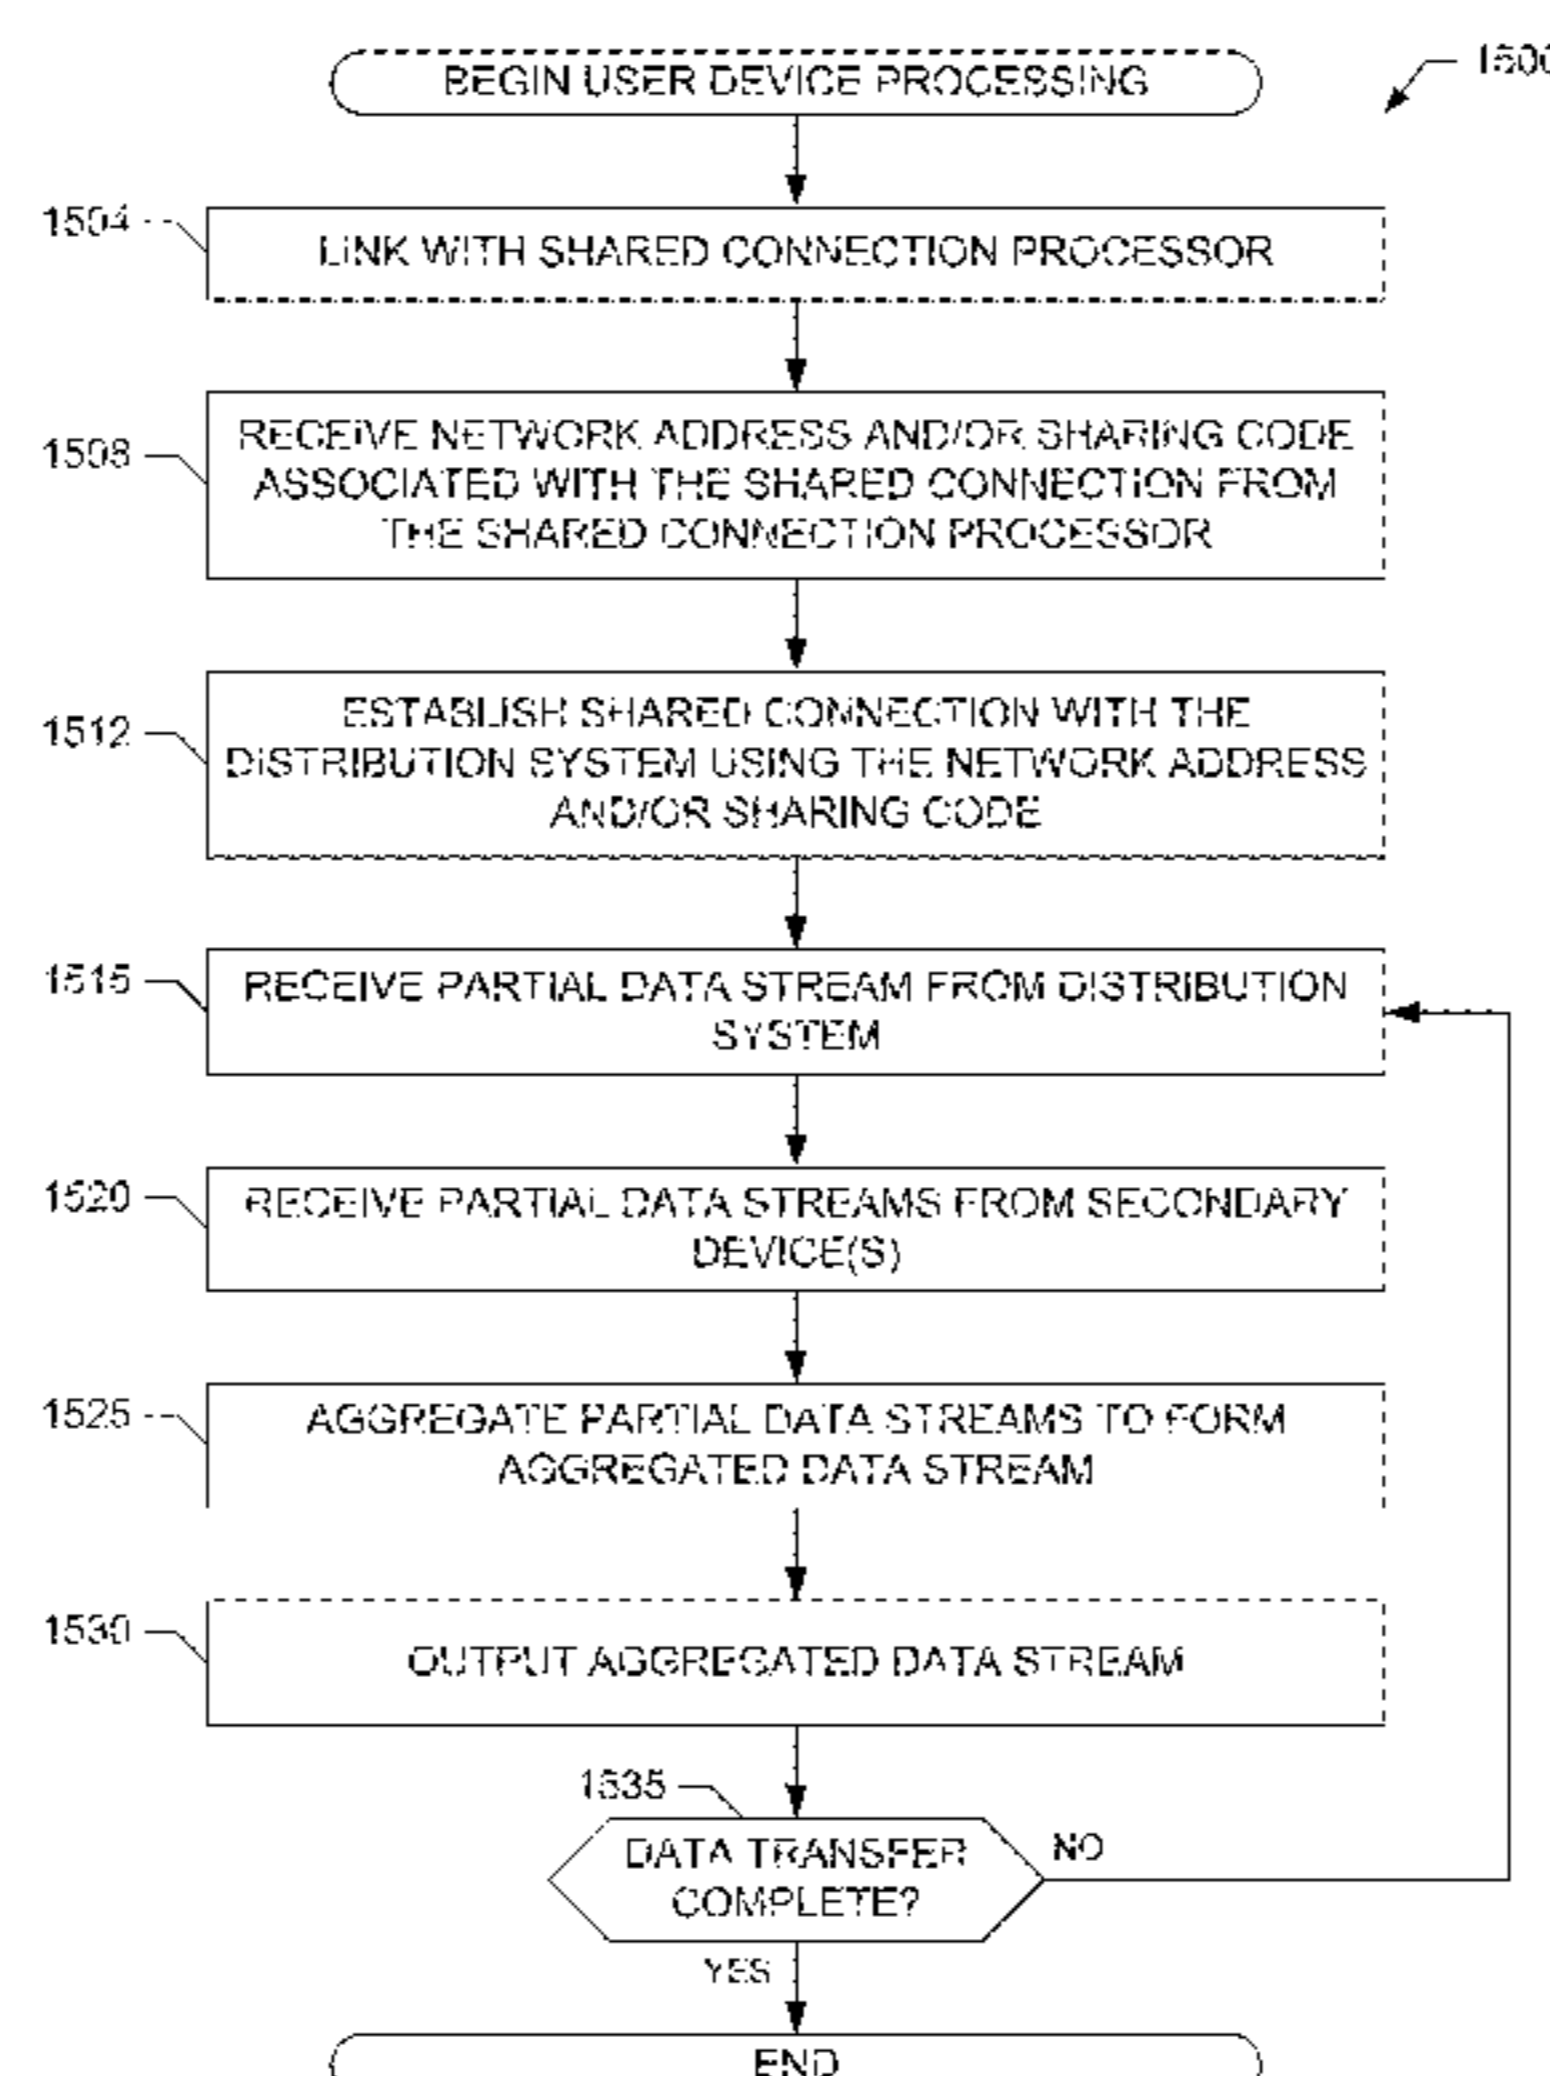 BEGIN USER DEVICE PROCESSING
1500
1504
LINK WITH SHARED CONNECTION PROCESSOR
1508
RECEIVE NETWORK ADDRESS AND/OR SHARING CODE
ASSOCIATED WITH THE SHARED CONNECTION FROM
THE SHARED CONNECTION PROCESSOR
1512
ESTABLISH SHARED CONNECTION WITH THE
DISTRIBUTION SYSTEM USING THE NETWORK ADDRESS
AND/OR SHARING CODE
1515
RECEIVE PARTIAL DATA STREAM FROM DISTRIBUTION
SYSTEM
1520
RECEIVE PARTIAL DATA STREAMS FROM SECONDARY
DEVICE(S)
1525
AGGREGATE PARTIAL DATA STREAMS TO FORM
AGGREGATED DATA STREAM
1530
OUTPUT AGGREGATED DATA STREAM
1535
DATA TRANSFER
COMPLETE?
NO
YES
END